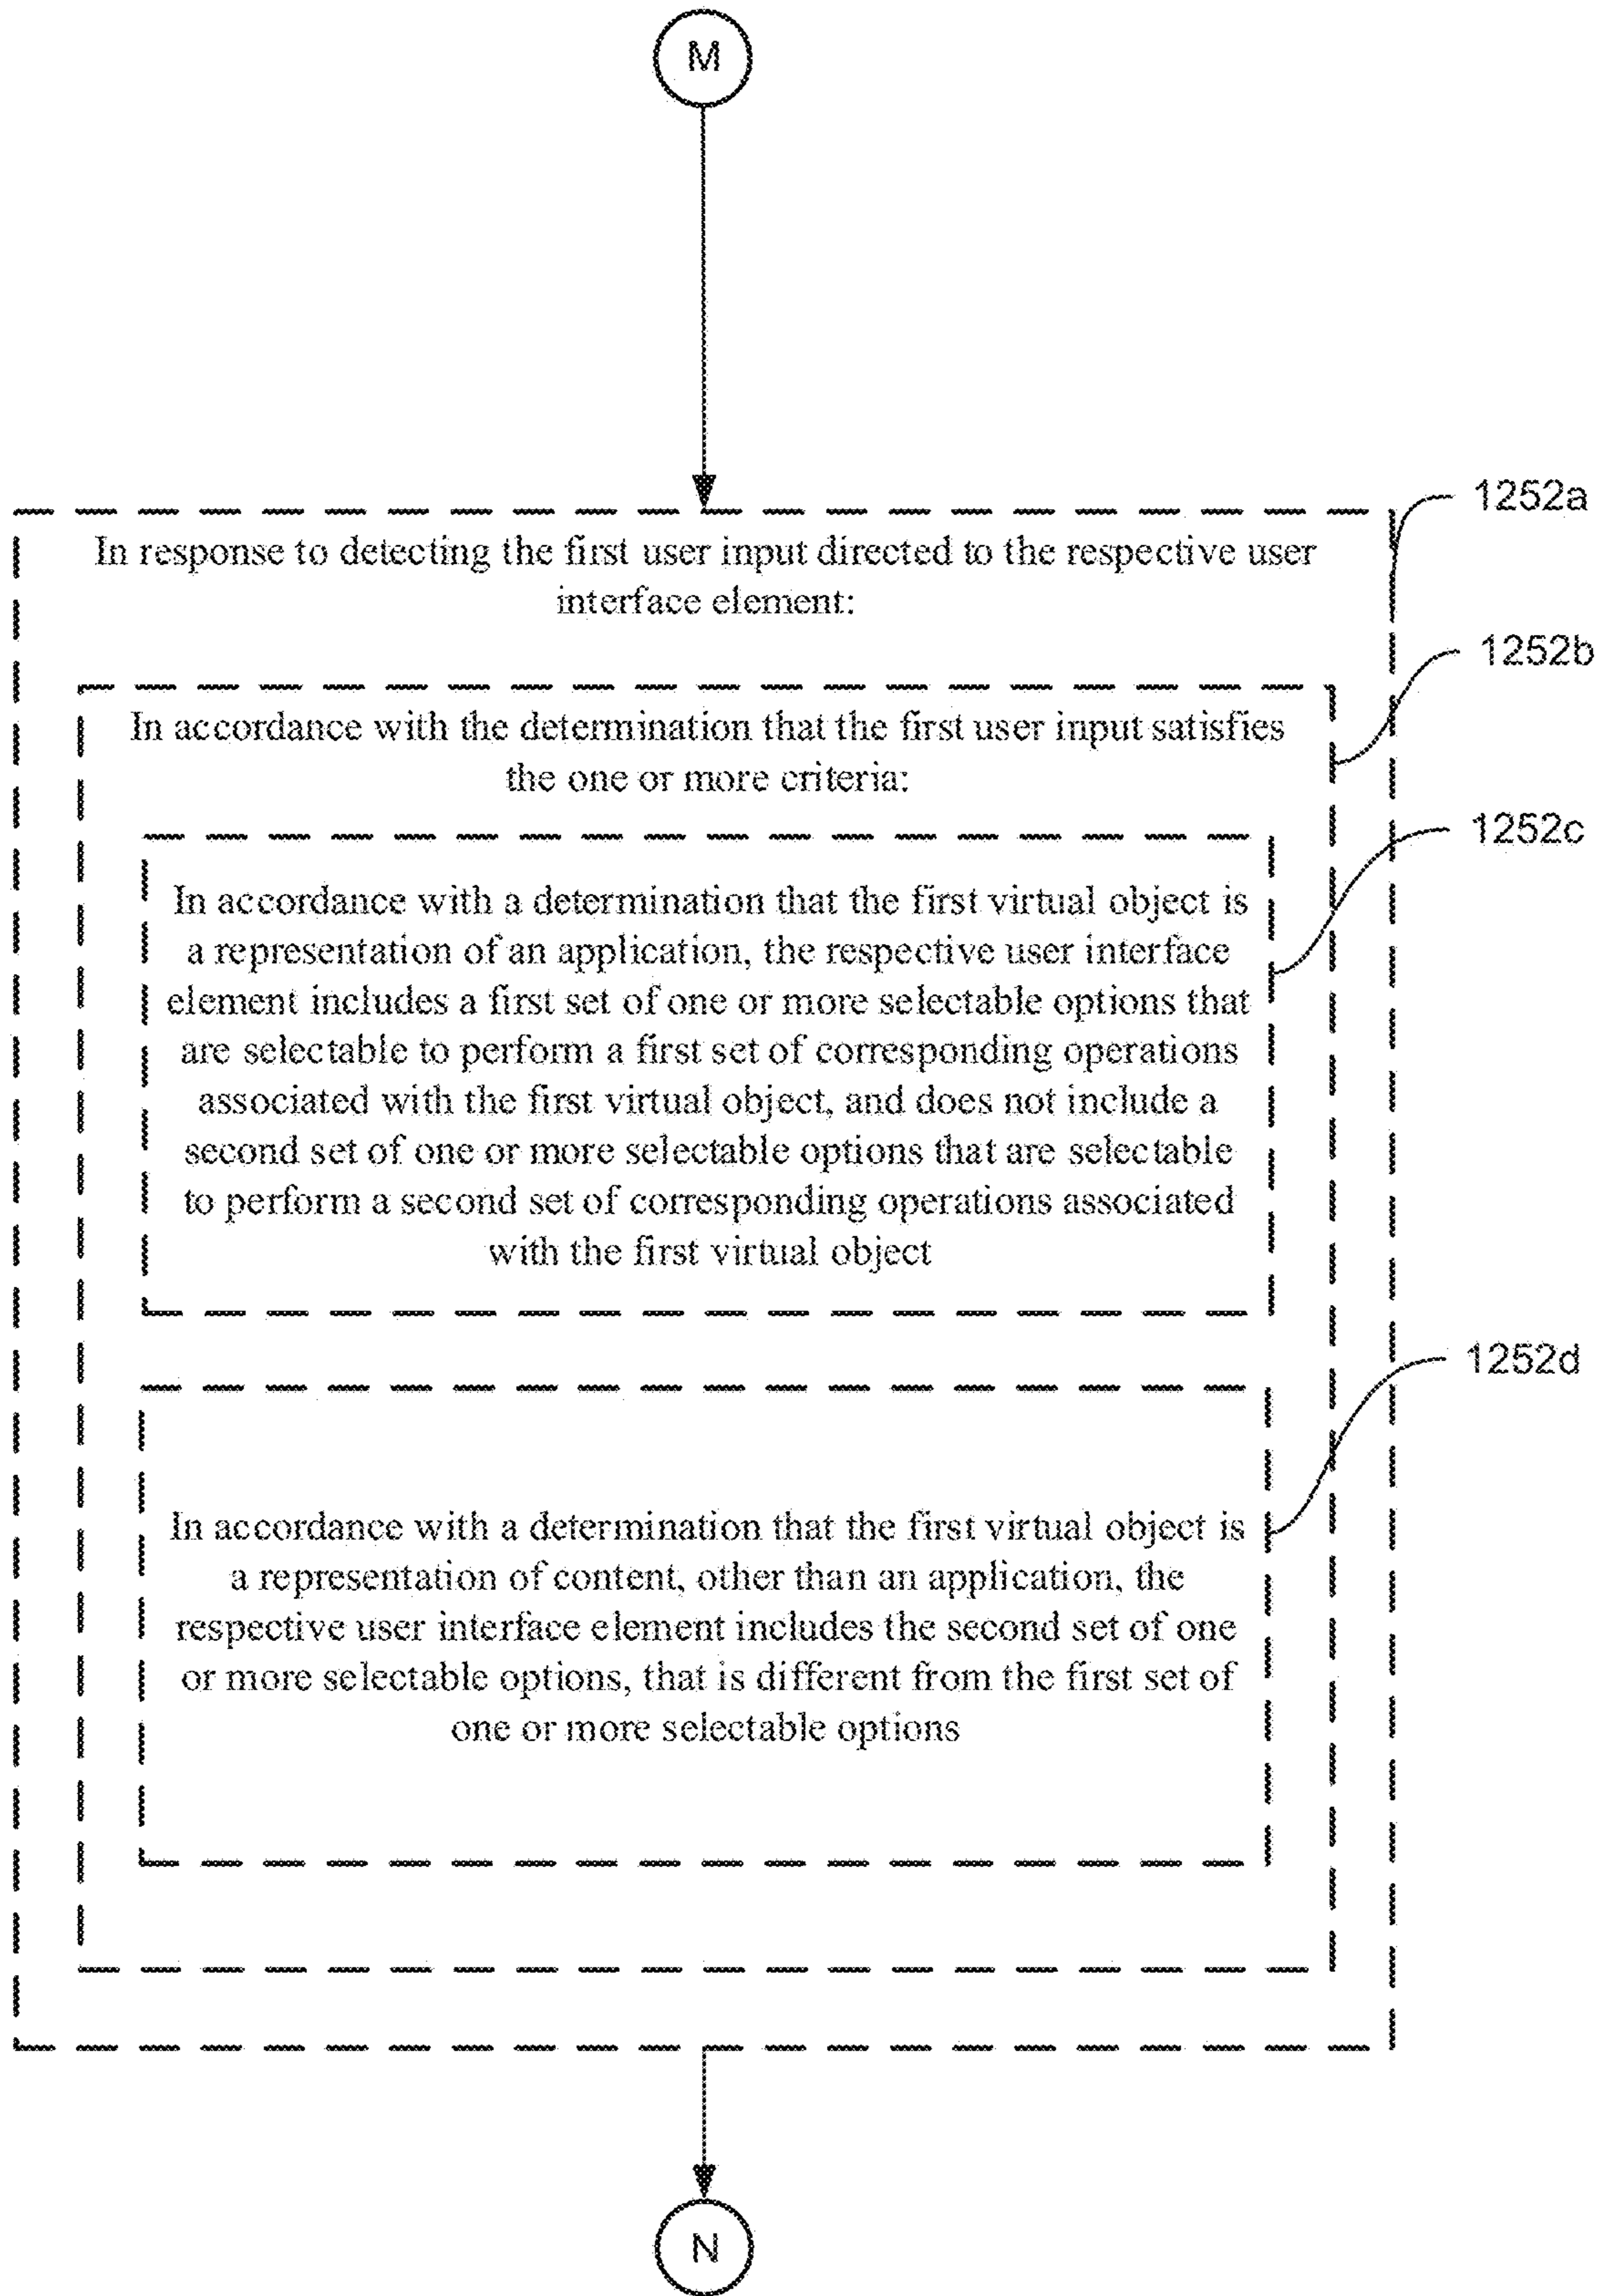 M
1252a
In response to detecting the first user input directed to the respective user
interface element:
1252b
In accordance with the determination that the first user input satisfies
the one or more criteria:
1252c
In accordance with a determination that the first virtual object is
a representation of an application, the respective user interface
element includes a first set of one or more selectable options that
are selectable to perform a first set of corresponding operations
associated with the first virtual object, and does not include a
second set of one or more selectable options that are selectable
to perform a second set of corresponding operations associated
with the first virtual object
1252d
In accordance with a determination that the first virtual object is
a representation of content, other than an application, the
respective user interface element includes the second set of one
or more selectable options, that is different from the first set of
one or more selectable options
N